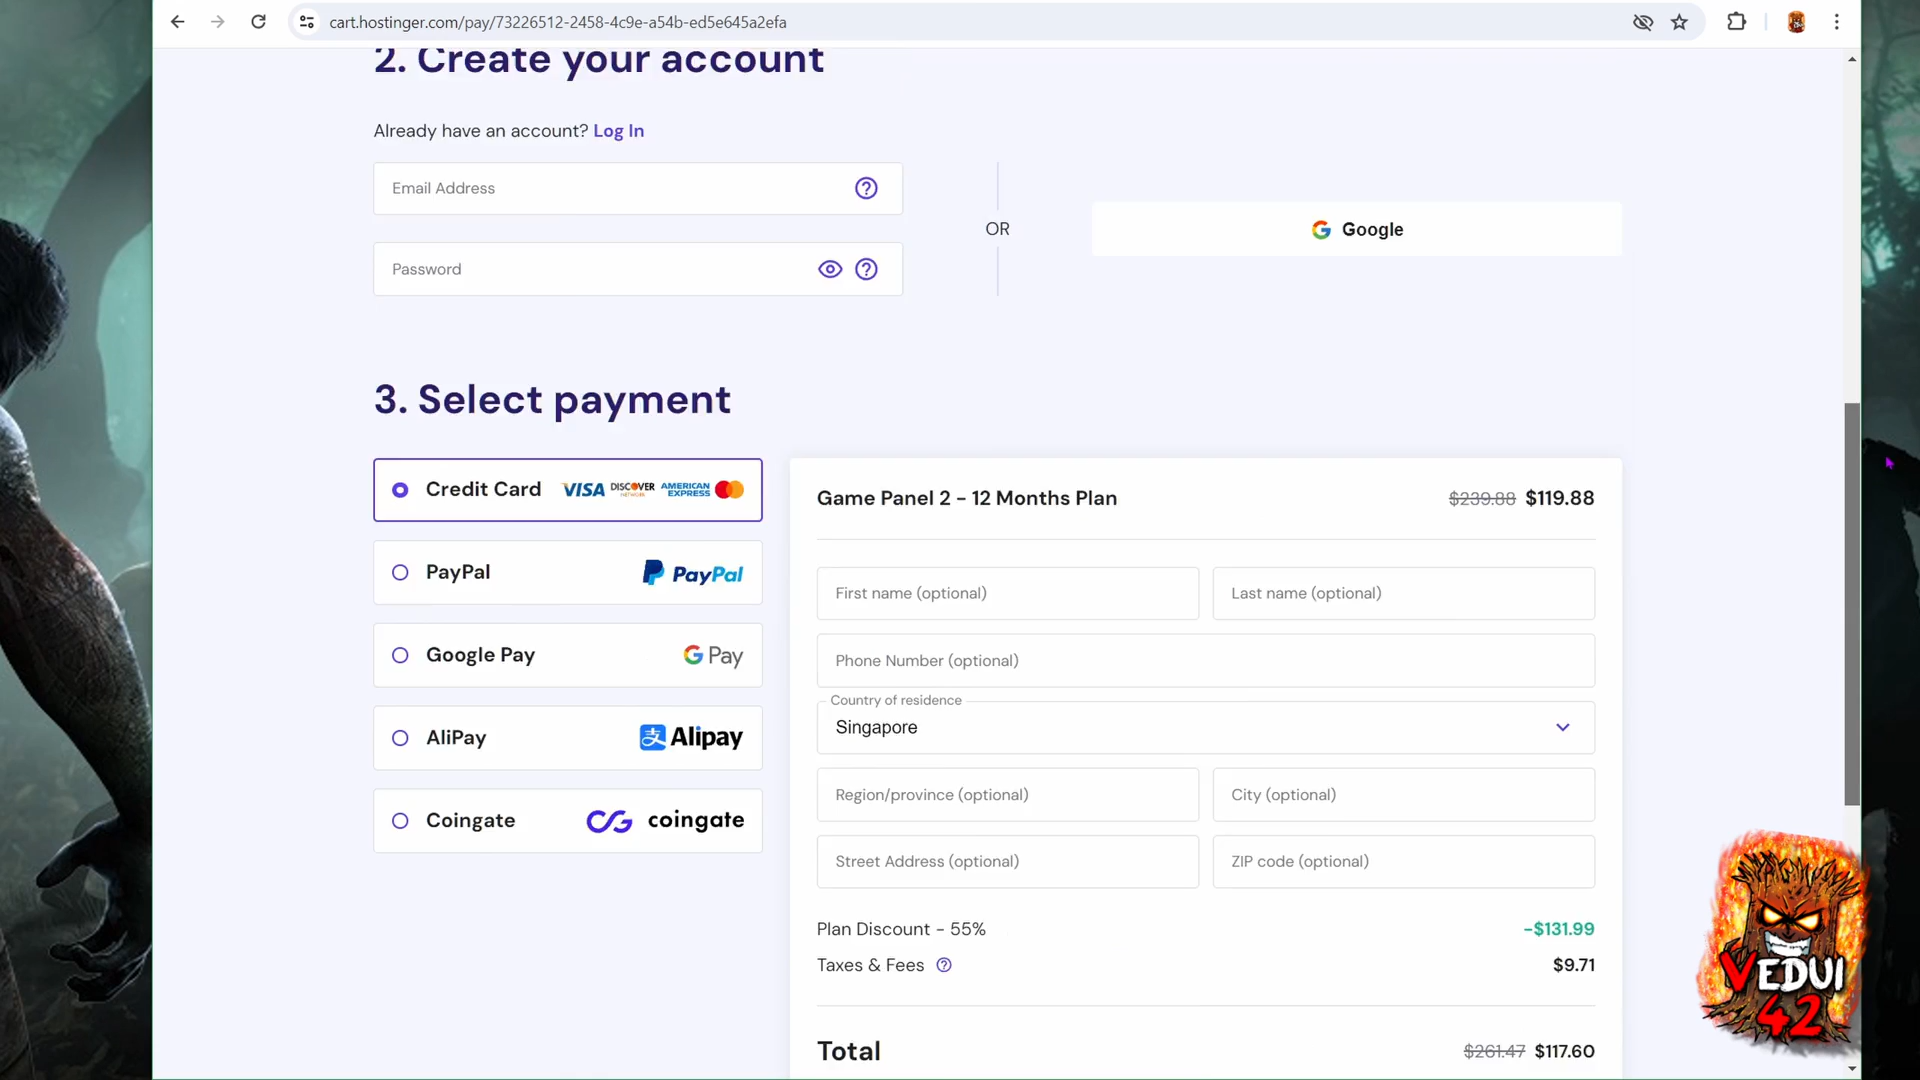 cart.hostinger.com/pay/73226512-2458-4c9e-a54b-ed5e645a2efa
2. Create your account
Already have an account? Log In
Email Address
Password
OR
Google
3. Select payment
Credit Card VISA DISCOVER NETWORK AMERICAN EXPRESS
PayPal PayPal
Google Pay G Pay
AliPay 支 Alipay
Coingate CG coingate
Game Panel 2 - 12 Months Plan $239.88 $119.88
First name (optional) Last name (optional)
Phone Number (optional)
Country of residence
Singapore
Region/province (optional) City (optional)
Street Address (optional) ZIP code (optional)
Plan Discount - 55% -$131.99
Taxes & Fees $9.71
Total $261.47 $117.60
VEDUI
42